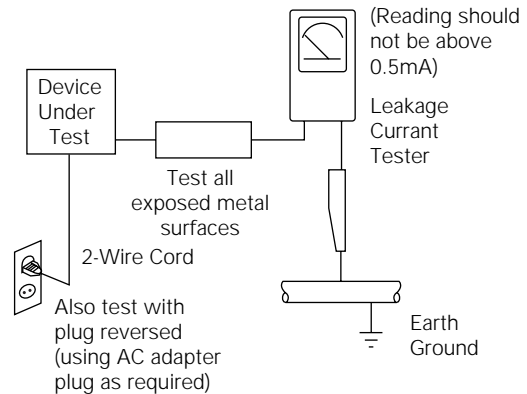 (Reading should
not be above
0.5mA)
Device
Under
Test
Leakage
Currant
Tester
Test all
exposed metal
surfaces
2-Wire Cord
Also test with
plug reversed
(using AC adapter
plug as required)
Earth
Ground